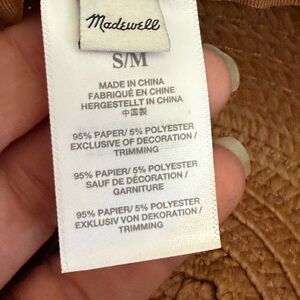 Madewell
S/M
MADE IN CHINA
FABRIQUÉ EN CHINE
HERGESTELLT IN CHINA
中国製
95% PAPER/ 5% POLYESTER
EXCLUSIVE OF DECORATION /
TRIMMING
95% PAPIER/ 5% POLYESTER
SAUF DE DÉCORATION /
GARNITURE
95% PAPIER/ 5% POLYESTER
EXKLUSIV VON DEKORATION /
TRIMMING